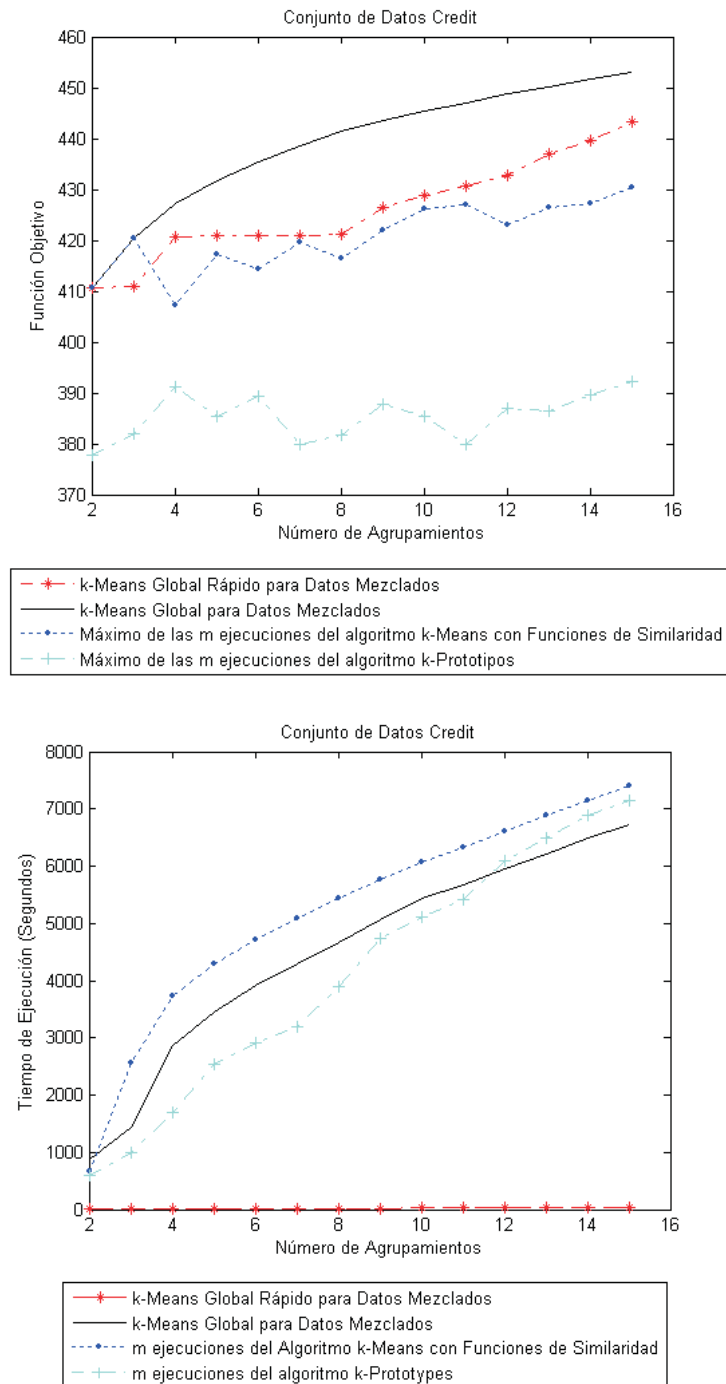 Conjunto de Datos Credit
460
450
440
430
420
410
400
390
380
370
Función Objetivo
2 4 6 8 10 12 14 16
Número de Agrupamientos
k-Means Global Rápido para Datos Mezclados
k-Means Global para Datos Mezclados
Máximo de las m ejecuciones del algoritmo k-Means con Funciones de Similaridad
Máximo de las m ejecuciones del algoritmo k-Prototipos
Conjunto de Datos Credit
8000
7000
6000
5000
4000
3000
2000
1000
0
Tiempo de Ejecución (Segundos)
2 4 6 8 10 12 14 16
Número de Agrupamientos
k-Means Global Rápido para Datos Mezclados
k-Means Global para Datos Mezclados
m ejecuciones del Algoritmo k-Means con Funciones de Similaridad
m ejecuciones del algoritmo k-Prototypes